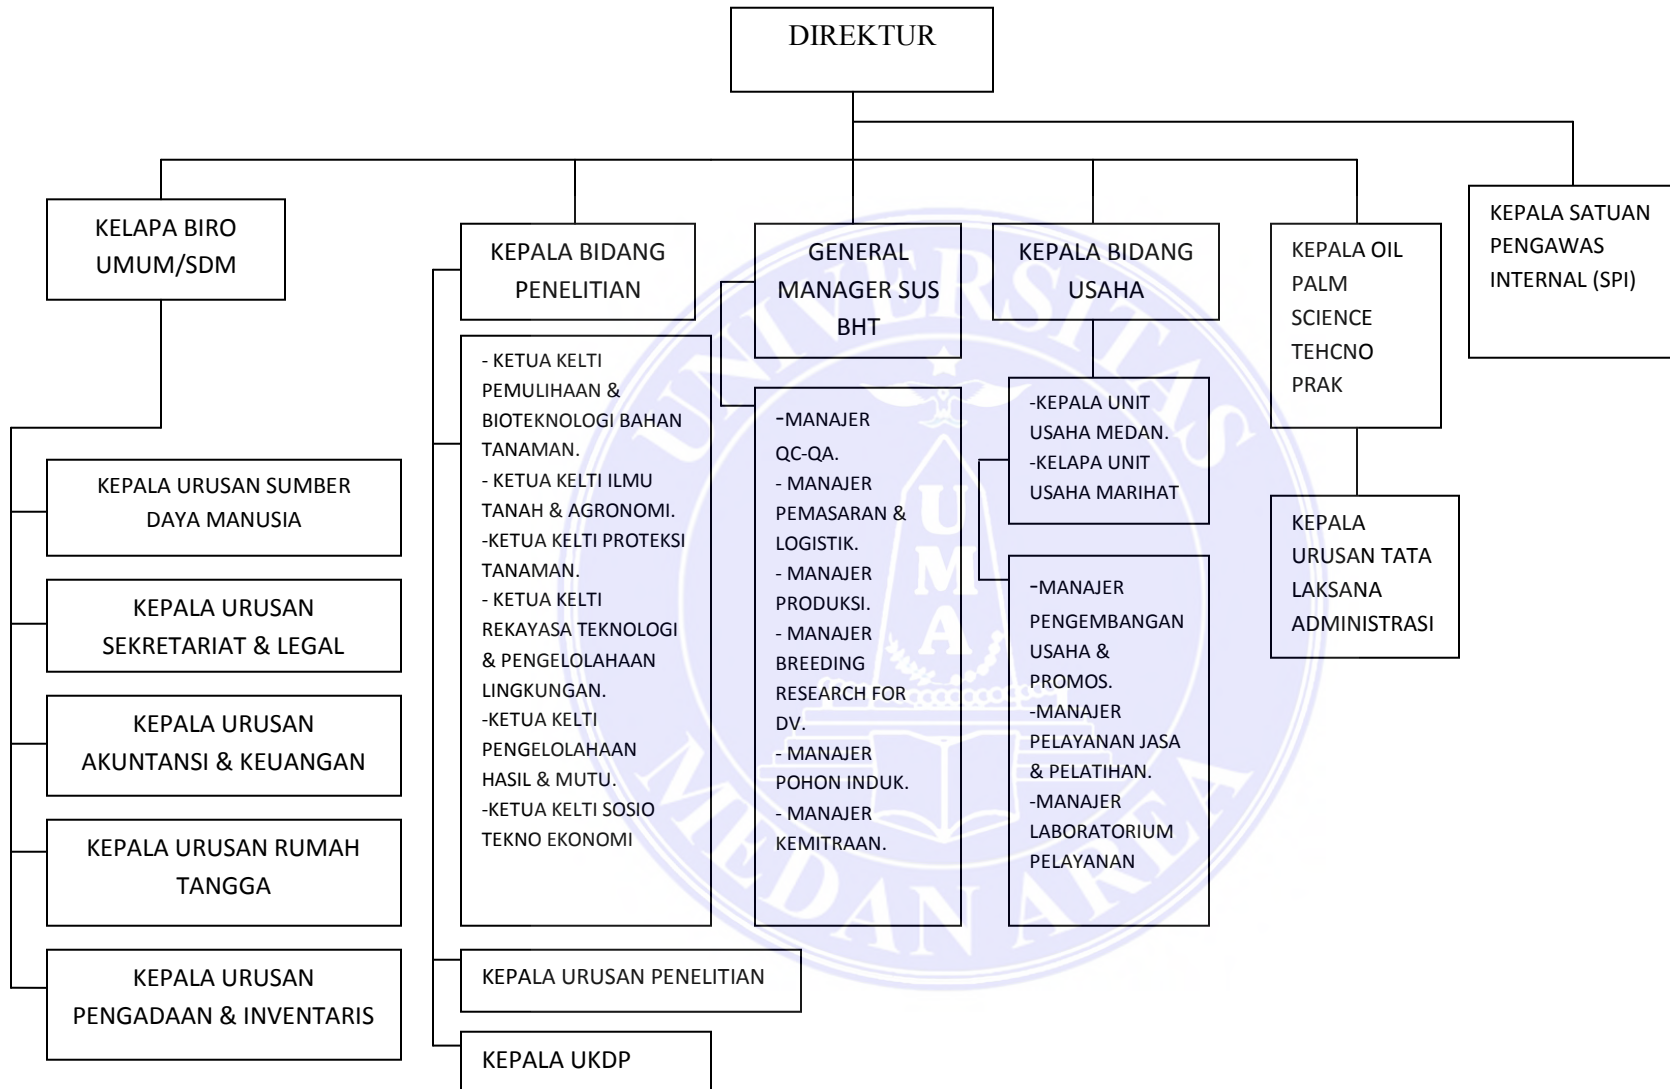 DIREKTUR
KELAPA BIRO
UMUM/SDM
KEPALA BIDANG
PENELITIAN
GENERAL
MANAGER SUS
BHT
KEPALA BIDANG
USAHA
KEPALA OIL
PALM
SCIENCE
TEHCNO
PRAK
KEPALA SATUAN
PENGAWAS
INTERNAL (SPI)
KEPALA URUSAN SUMBER
DAYA MANUSIA
KEPALA URUSAN
SEKRETARIAT & LEGAL
KEPALA URUSAN
AKUNTANSI & KEUANGAN
KEPALA URUSAN RUMAH
TANGGA
KEPALA URUSAN
PENGADAAN & INVENTARIS
- KETUA KELTI
PEMULIHAAN &
BIOTEKNOLOGI BAHAN
TANAMAN.
- KETUA KELTI ILMU
TANAH & AGRONOMI.
-KETUA KELTI PROTEKSI
TANAMAN.
- KETUA KELTI
REKAYASA TEKNOLOGI
& PENGELOLAHAAN
LINGKUNGAN.
-KETUA KELTI
PENGELOLAHAAN
HASIL & MUTU.
-KETUA KELTI SOSIO
TEKNO EKONOMI
KEPALA URUSAN PENELITIAN
KEPALA UKDP
-MANAJER
QC-QA.
- MANAJER
PEMASARAN &
LOGISTIK.
- MANAJER
PRODUKSI.
- MANAJER
BREEDING
RESEARCH FOR
DV.
- MANAJER
POHON INDUK.
- MANAJER
KEMITRAAN.
-KEPALA UNIT
USAHA MEDAN.
-KELAPA UNIT
USAHA MARIHAT
-MANAJER
PENGEMBANGAN
USAHA &
PROMOS.
-MANAJER
PELAYANAN JASA
& PELATIHAN.
-MANAJER
LABORATORIUM
PELAYANAN
KEPALA
URUSAN TATA
LAKSANA
ADMINISTRASI
UNIVERSITAS
UMA
MEDAN AREA